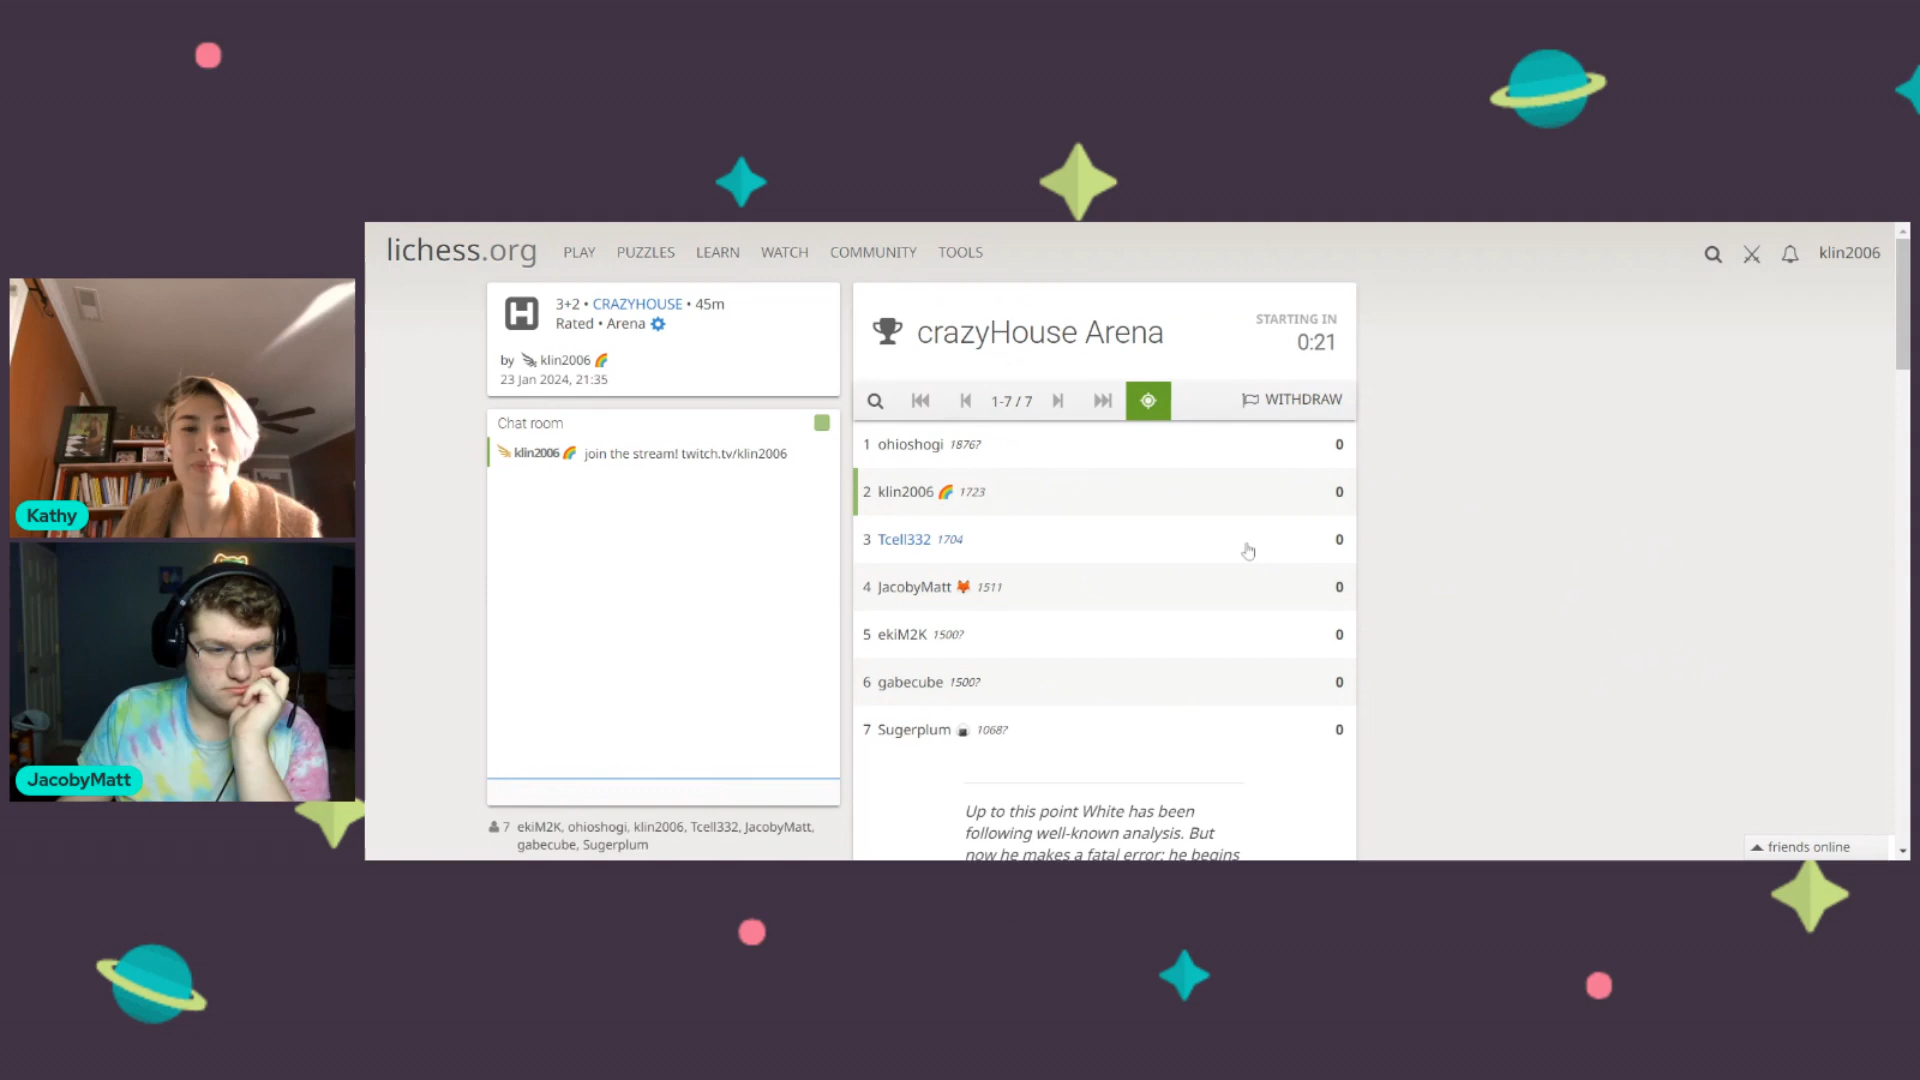 lichess.org PLAY PUZZLES LEARN WATCH COMMUNITY TOOLS klin2006
3+2 • CRAZYHOUSE • 45m
Rated • Arena
by klin2006 🌈
23 Jan 2024, 21:35
Chat room
klin2006 🌈 join the stream! twitch.tv/klin2006
7 ekiM2K, ohioshogi, klin2006, Tcell332, JacobyMatt,
gabecube, Sugerplum
crazyHouse Arena
STARTING IN
0:21
1-7 / 7 WITHDRAW
1 ohioshogi 1876? 0
2 klin2006 🌈 1723 0
3 Tcell332 1704 0
4 JacobyMatt 🦊 1511 0
5 ekiM2K 1500? 0
6 gabecube 1500? 0
7 Sugerplum 🍙 1068? 0
Up to this point White has been
following well-known analysis. But
now he makes a fatal error: he begins
friends online
Kathy
JacobyMatt